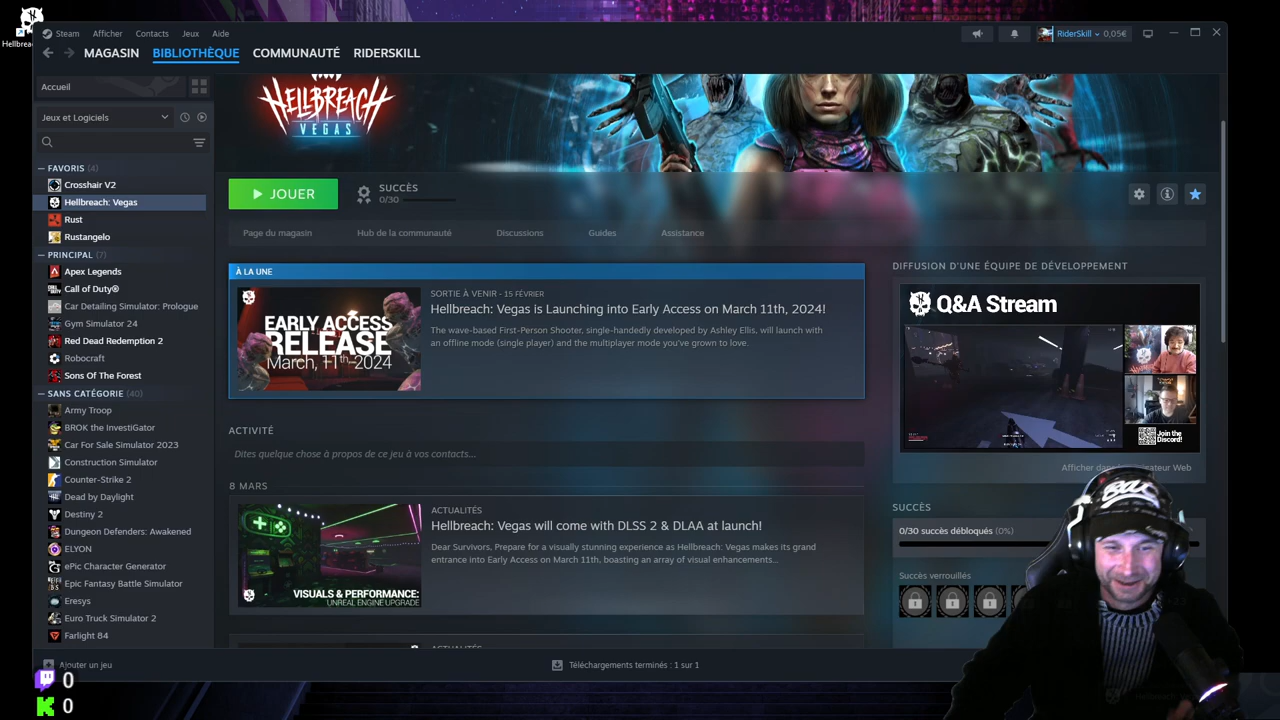 Steam Afficher Contacts Jeux Aide
RiderSkill 0,05€
MAGASIN BIBLIOTHÈQUE COMMUNAUTÉ RIDERSKILL
Accueil
Jeux et Logiciels
— FAVORIS (4)
Crosshair V2
Hellbreach: Vegas
Rust
Rustangelo
— PRINCIPAL (7)
Apex Legends
Call of Duty®
Car Detailing Simulator: Prologue
Gym Simulator 24
Red Dead Redemption 2
Robocraft
Sons Of The Forest
— SANS CATÉGORIE (40)
Army Troop
BROK the InvestiGator
Car For Sale Simulator 2023
Construction Simulator
Counter-Strike 2
Dead by Daylight
Destiny 2
Dungeon Defenders: Awakened
ELYON
ePic Character Generator
Epic Fantasy Battle Simulator
Eresys
Euro Truck Simulator 2
Farlight 84
Ajouter un jeu
0
0
HELLBREACH
VEGAS
JOUER
SUCCÈS
0/30
Page du magasin Hub de la communauté Discussions Guides Assistance
À LA UNE
EARLY ACCESS
RELEASE
March, 11th 2024
SORTIE À VENIR - 15 FÉVRIER
Hellbreach: Vegas is Launching into Early Access on March 11th, 2024!
The wave-based First-Person Shooter, single-handedly developed by Ashley Ellis, will launch with
an offline mode (single player) and the multiplayer mode you've grown to love.
ACTIVITÉ
Dites quelque chose à propos de ce jeu à vos contacts...
8 MARS
VISUALS & PERFORMANCE:
UNREAL ENGINE UPGRADE
ACTUALITÉS
Hellbreach: Vegas will come with DLSS 2 & DLAA at launch!
Dear Survivors, Prepare for a visually stunning experience as Hellbreach: Vegas makes its grand
entrance into Early Access on March 11th, boasting an array of visual enhancements...
ACTUALITÉS
Téléchargements terminés : 1 sur 1
DIFFUSION D'UNE ÉQUIPE DE DÉVELOPPEMENT
Q&A Stream
Join the
Discord!
Afficher dans Web
SUCCÈS
0/30 succès débloqués (0%)
Succès verrouillés